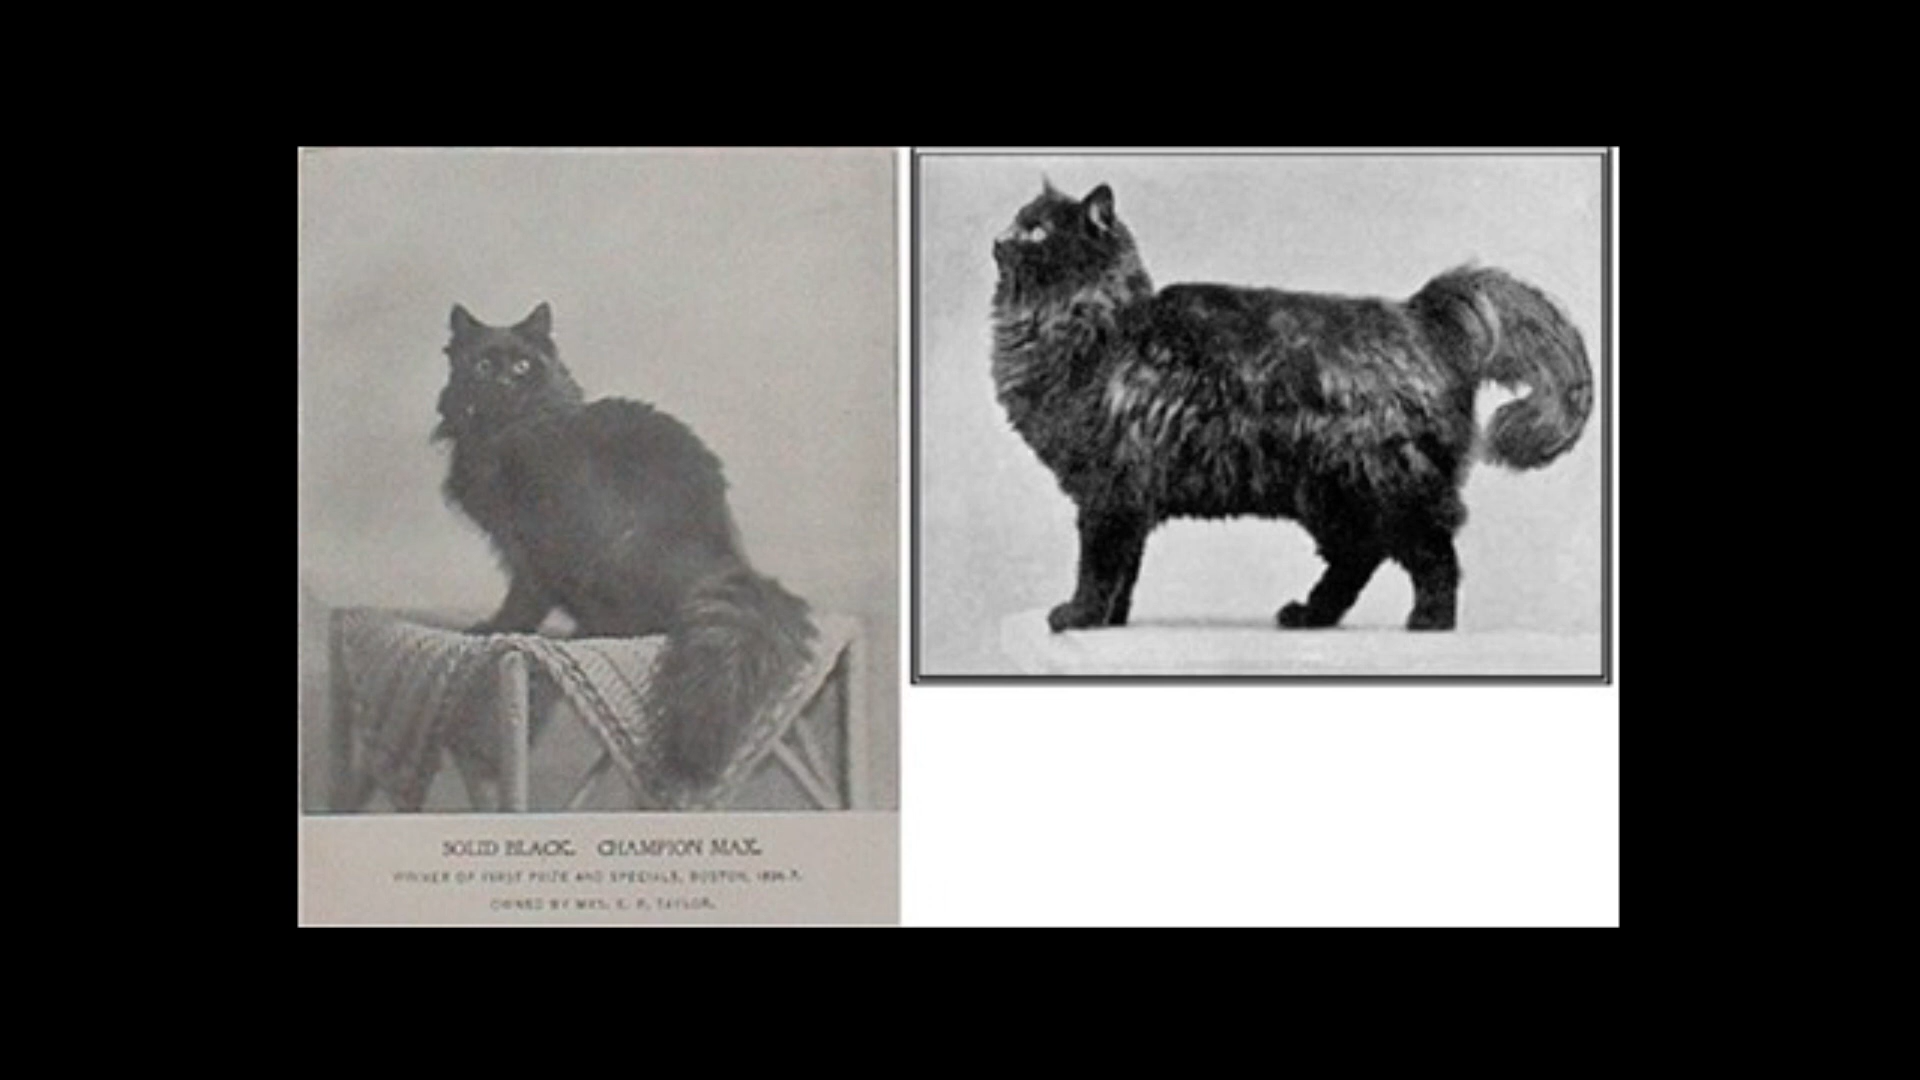 SOLID BLACK. CHAMPION MAX.
WINNER OF FIRST PRIZE AND SPECIALS, BOSTON,
OWNED BY MRS. E. R. TAYLOR.